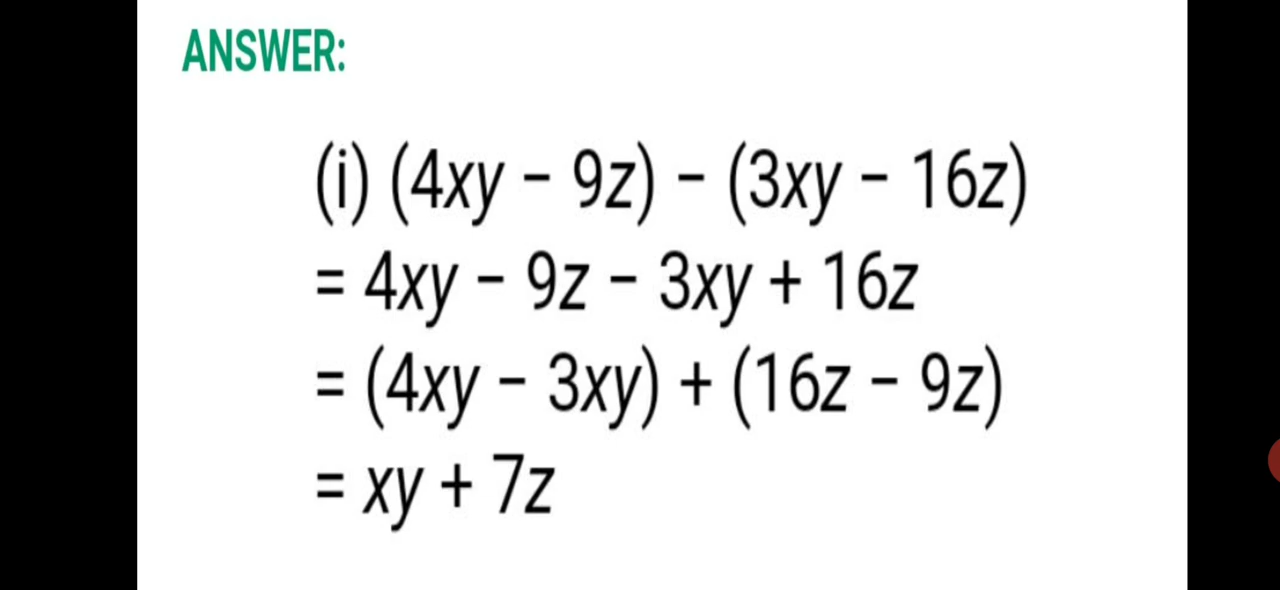 ANSWER:
(i) (4xy − 9z) − (3xy − 16z)
= 4xy − 9z − 3xy + 16z
= (4xy − 3xy) + (16z − 9z)
= xy + 7z